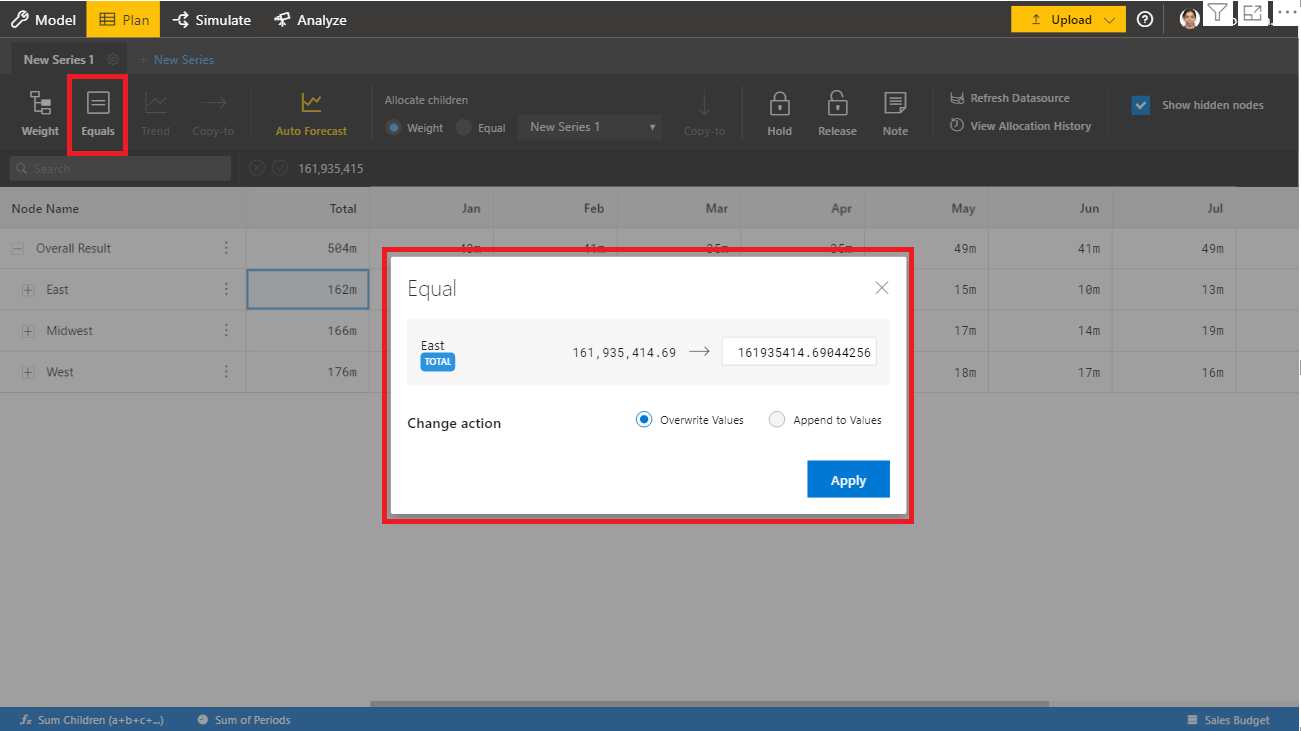 Model Plan Simulate Analyze Upload
New Series 1 + New Series
Weight Equals Trend Copy-to Auto Forecast
Allocate children
Weight Equal New Series 1
Copy-to Hold Release Note
Refresh Datasource
View Allocation History
Show hidden nodes
Search 161,935,415
Node Name Total Jan Feb Mar Apr May Jun Jul
Overall Result 504m 49m 41m 49m
East 162m 15m 10m 13m
Midwest 166m 17m 14m 19m
West 176m 18m 17m 16m
Equal
East
TOTAL
161,935,414.69 → 161935414.69044256
Change action Overwrite Values Append to Values
Apply
fx Sum Children (a+b+c+...) Sum of Periods Sales Budget